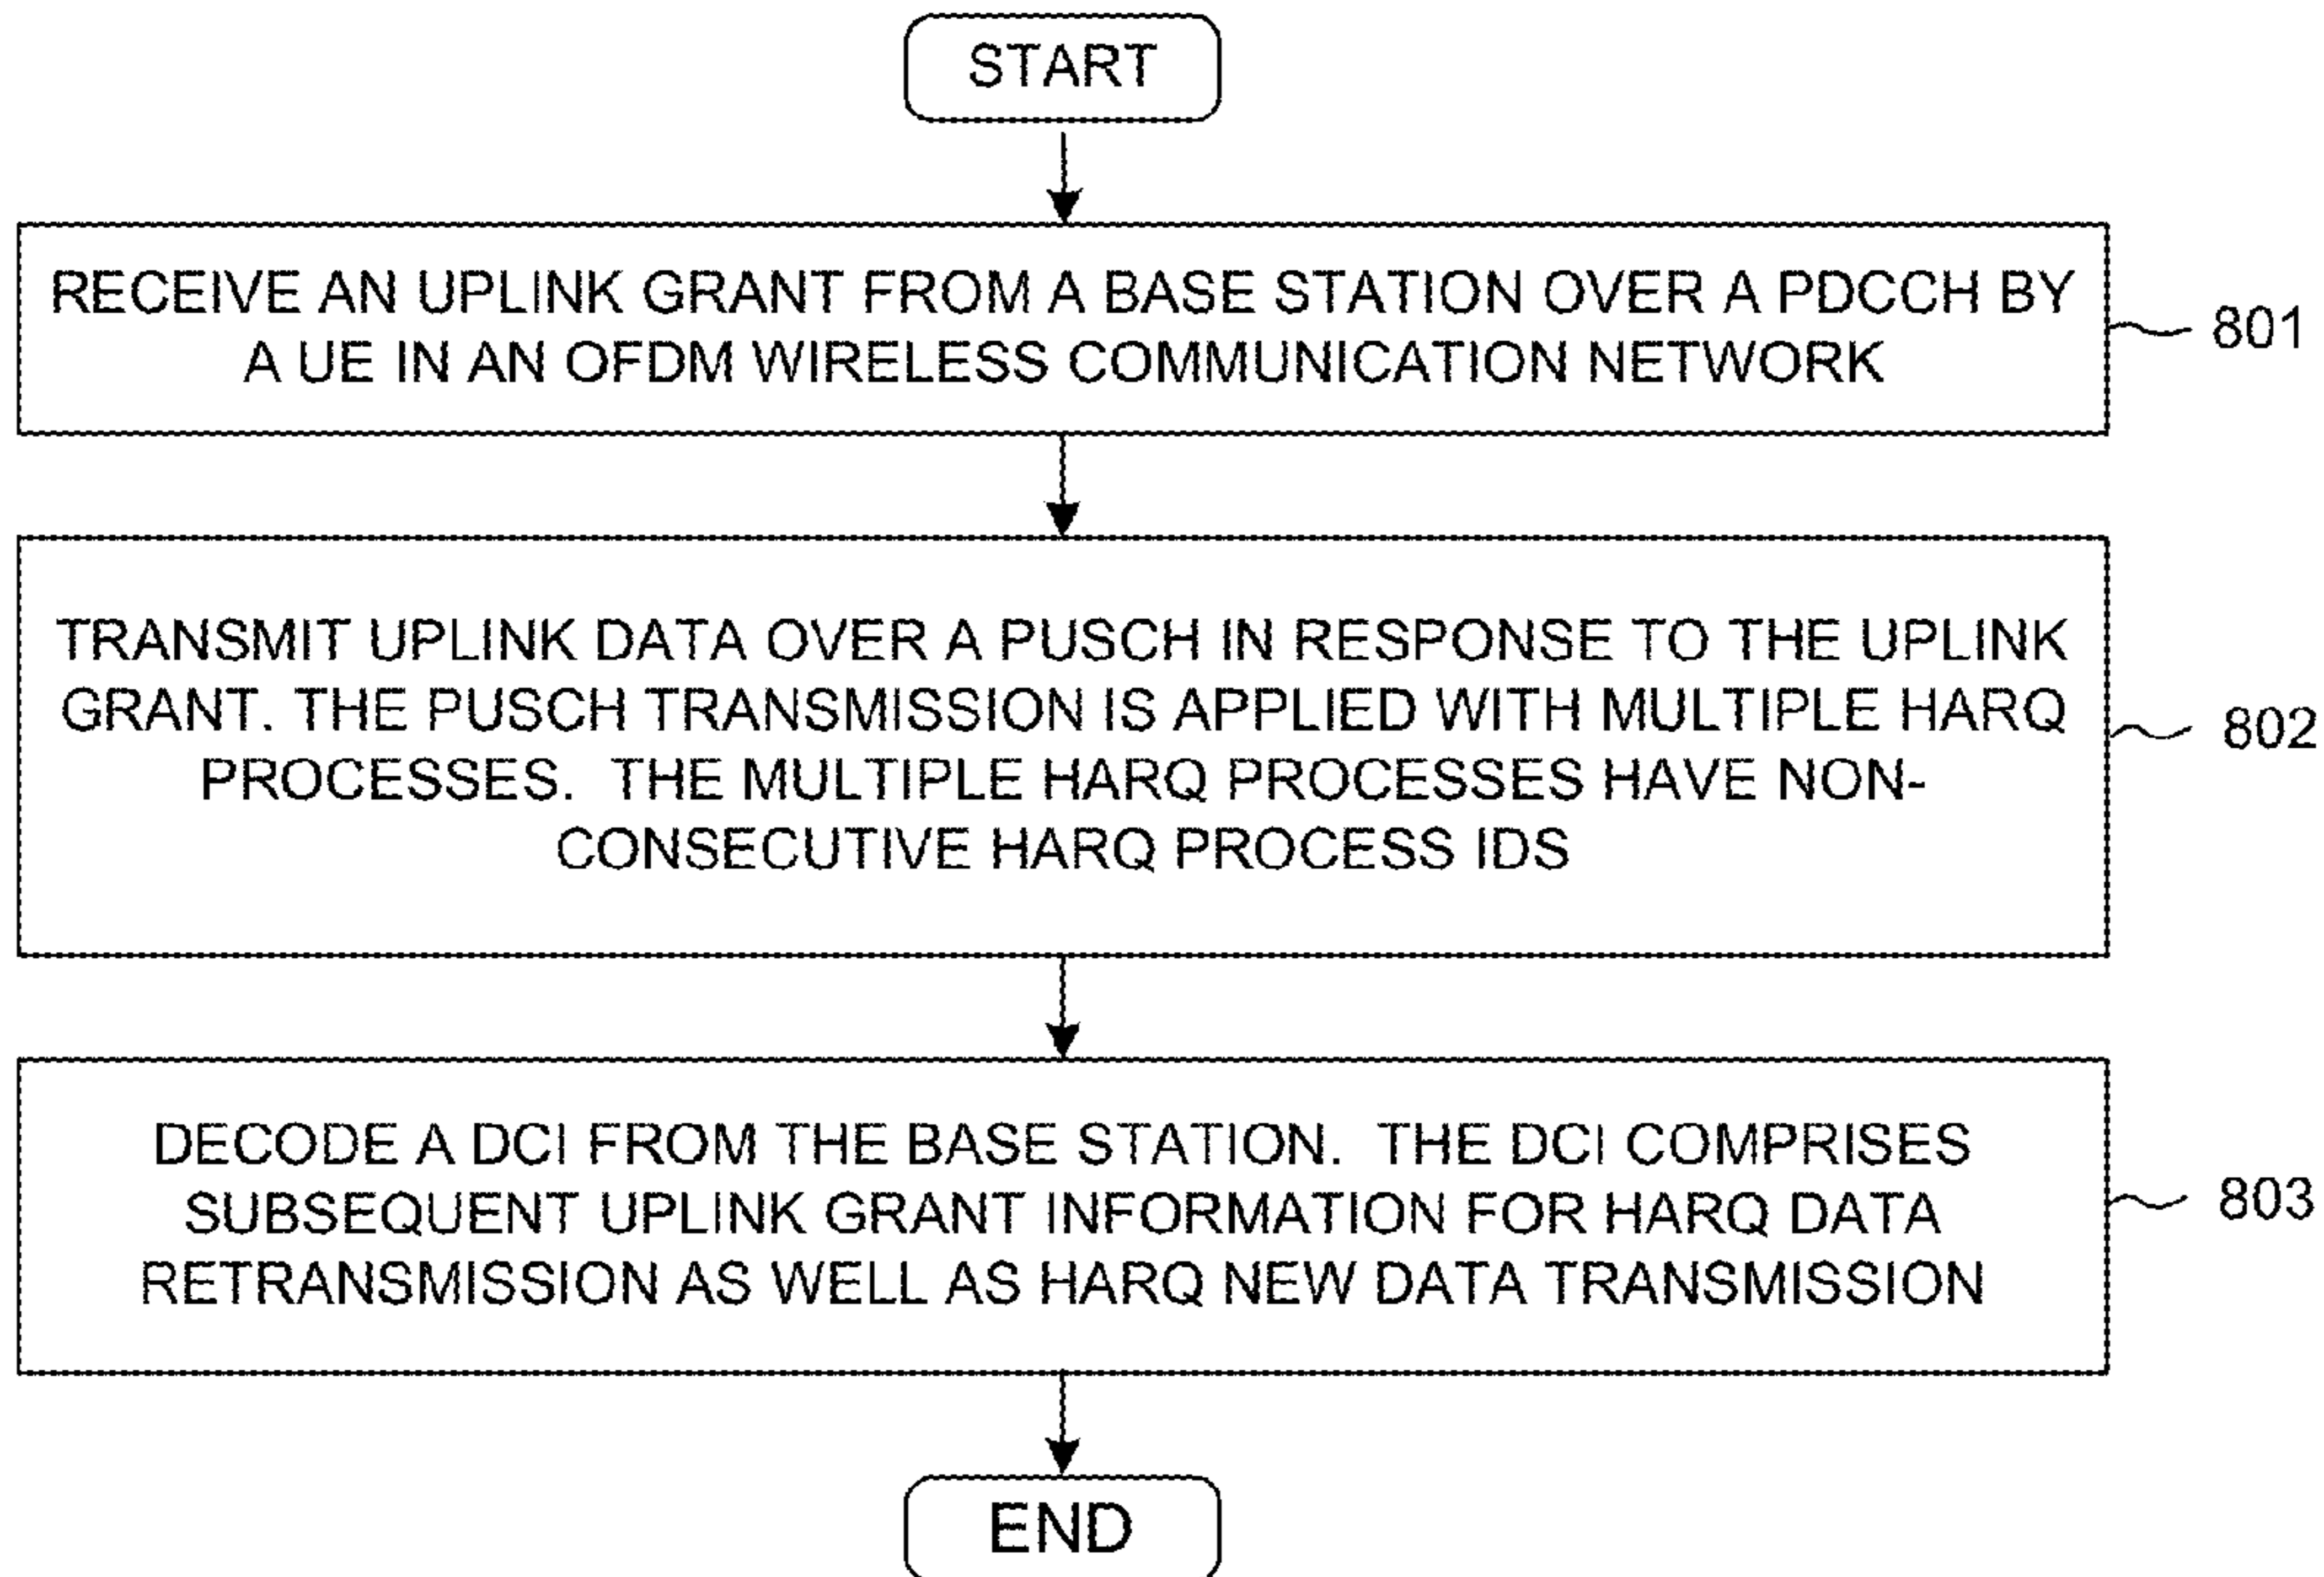 START
RECEIVE AN UPLINK GRANT FROM A BASE STATION OVER A PDCCH BY
A UE IN AN OFDM WIRELESS COMMUNICATION NETWORK
801
TRANSMIT UPLINK DATA OVER A PUSCH IN RESPONSE TO THE UPLINK
GRANT. THE PUSCH TRANSMISSION IS APPLIED WITH MULTIPLE HARQ
PROCESSES. THE MULTIPLE HARQ PROCESSES HAVE NON-
CONSECUTIVE HARQ PROCESS IDS
802
DECODE A DCI FROM THE BASE STATION. THE DCI COMPRISES
SUBSEQUENT UPLINK GRANT INFORMATION FOR HARQ DATA
RETRANSMISSION AS WELL AS HARQ NEW DATA TRANSMISSION
803
END